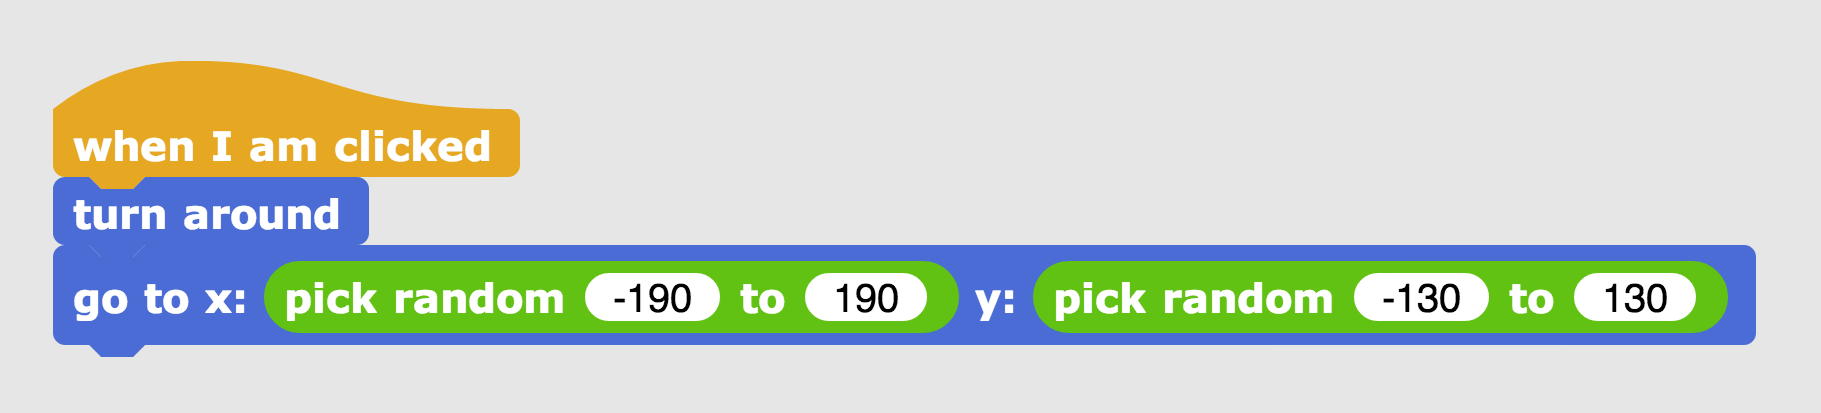 when I am clicked
turn around
go to x: pick random -190 to 190 y: pick random -130 to 130